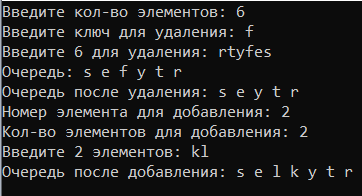 Введите кол-во элементов: 6
Введите ключ для удаления: f
Введите 6 для удаления: rtyfes
Очередь: s e f y t r
Очередь после удаления: s e y t r
Номер элемента для добавления: 2
Кол-во элементов для добавления: 2
Введите 2 элементов: kl
Очередь после добавления: s e l k y t r